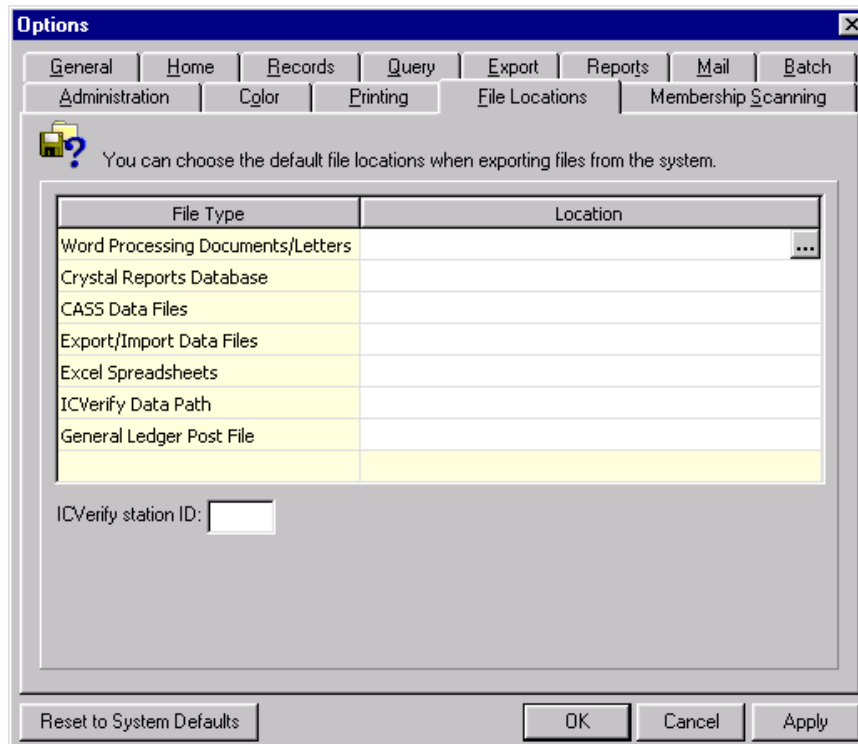 Options
General Home Records Query Export Reports Mail Batch
Administration Color Printing File Locations Membership Scanning
You can choose the default file locations when exporting files from the system.
File Type Location
Word Processing Documents/Letters ...
Crystal Reports Database
CASS Data Files
Export/Import Data Files
Excel Spreadsheets
ICVerify Data Path
General Ledger Post File
ICVerify station ID:
Reset to System Defaults OK Cancel Apply